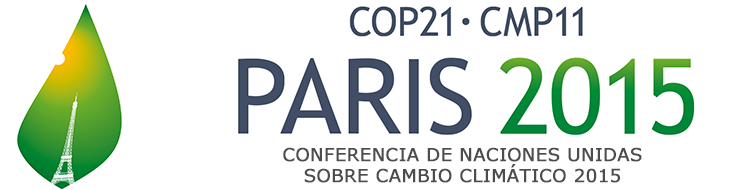 COP21 · CMP11
PARIS 2015
CONFERENCIA DE NACIONES UNIDAS
SOBRE CAMBIO CLIMÁTICO 2015